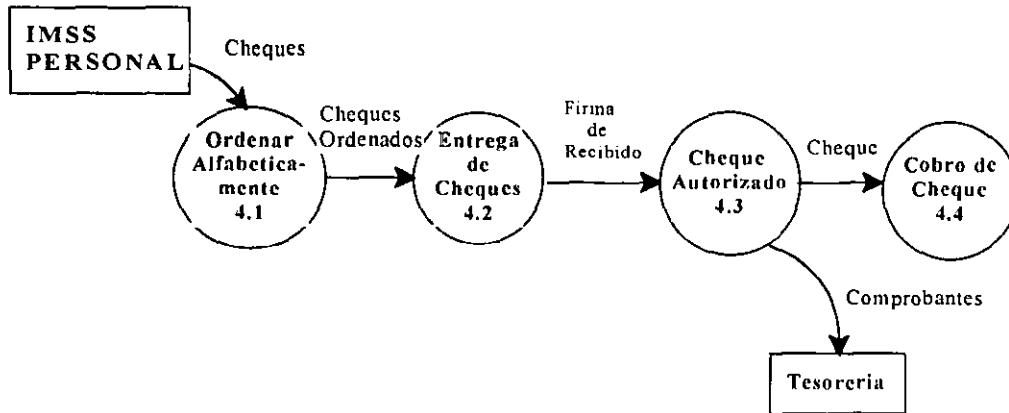 IMSS
PERSONAL
Cheques
Ordenar
Alfabetica-
mente
4.1
Cheques
Ordenados
Entrega
de
Cheques
4.2
Firma
de
Recibido
Cheque
Autorizado
4.3
Cheque
Cobro de
Cheque
4.4
Comprobantes
Tesoreria